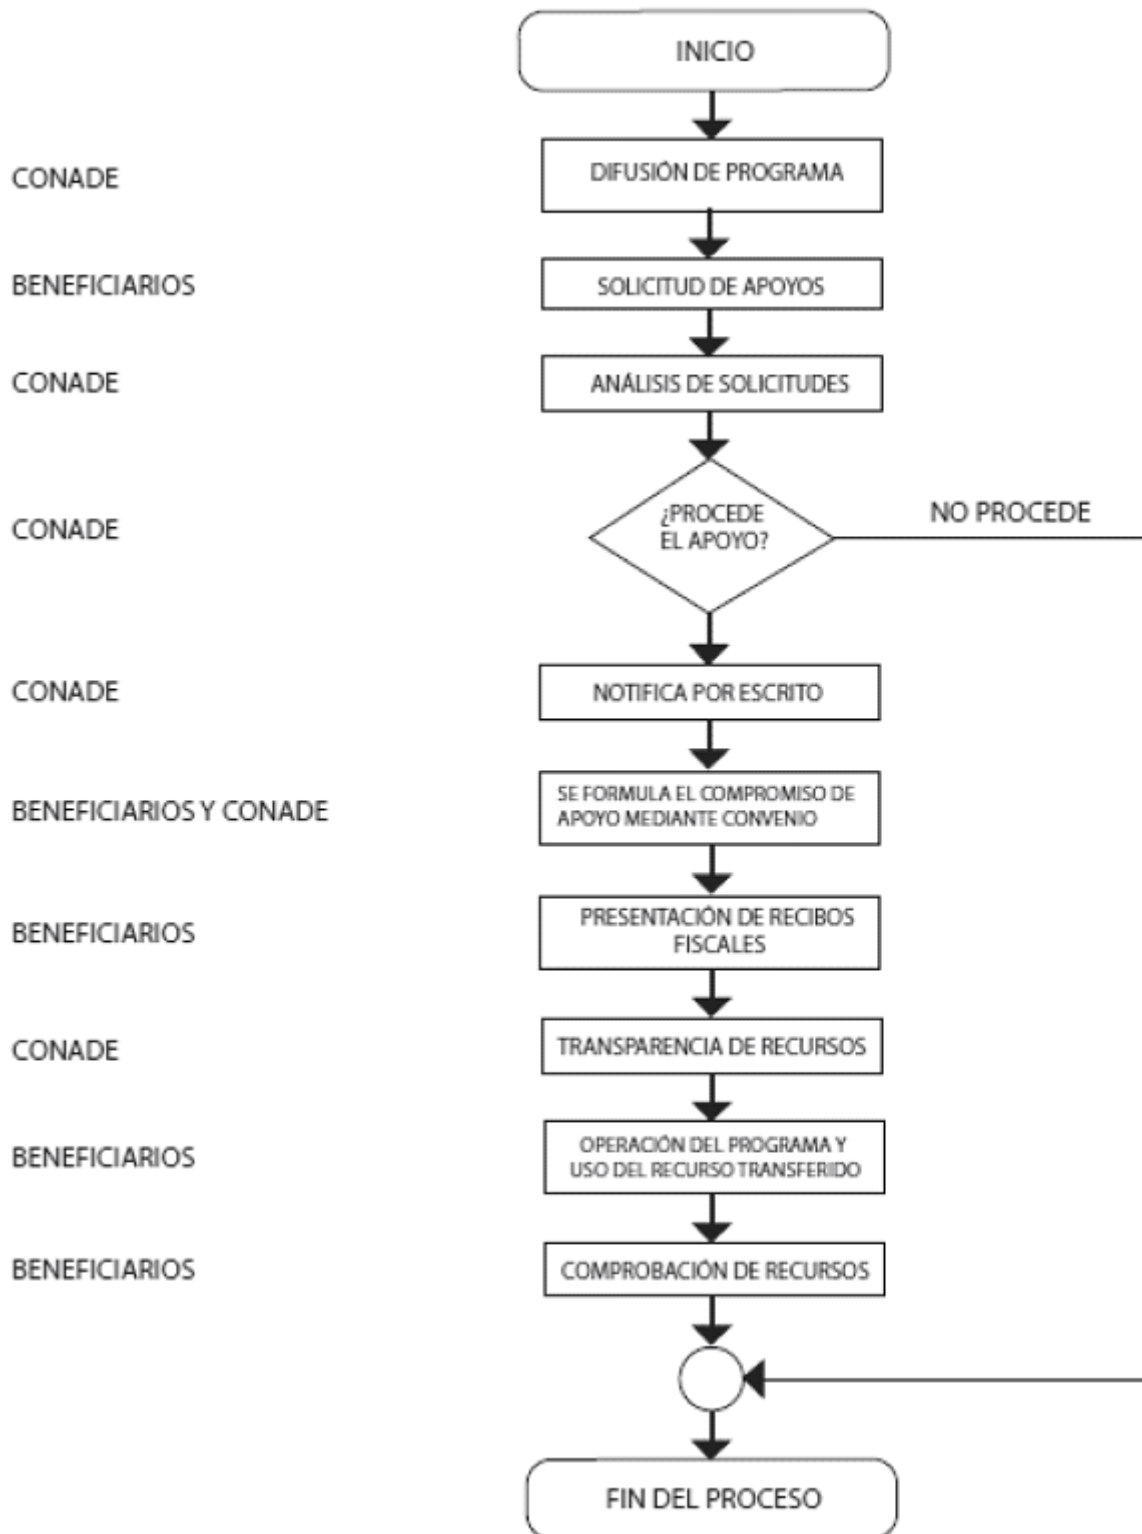 INICIO
CONADE
DIFUSIÓN DE PROGRAMA
BENEFICIARIOS
SOLICITUD DE APOYOS
CONADE
ANÁLISIS DE SOLICITUDES
CONADE
¿PROCEDE
EL APOYO?
NO PROCEDE
CONADE
NOTIFICA POR ESCRITO
BENEFICIARIOS Y CONADE
SE FORMULA EL COMPROMISO DE
APOYO MEDIANTE CONVENIO
BENEFICIARIOS
PRESENTACIÓN DE RECIBOS
FISCALES
CONADE
TRANSPARENCIA DE RECURSOS
BENEFICIARIOS
OPERACIÓN DEL PROGRAMA Y
USO DEL RECURSO TRANSFERIDO
BENEFICIARIOS
COMPROBACIÓN DE RECURSOS
FIN DEL PROCESO